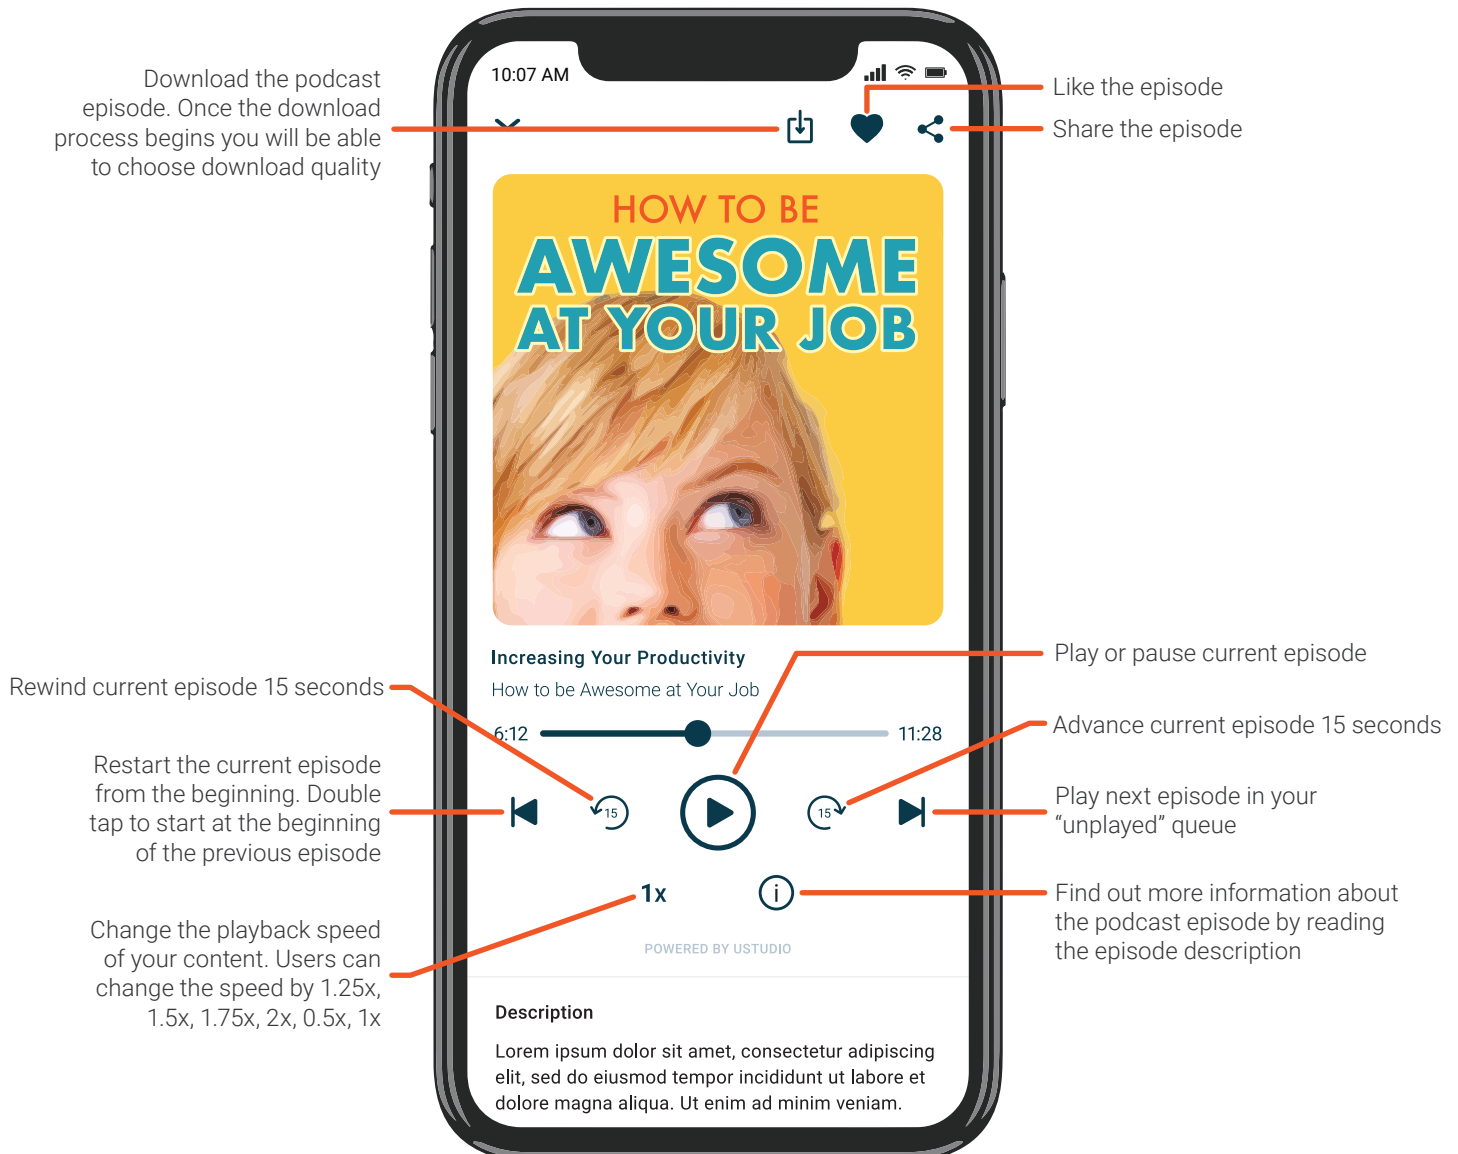 10:07 AM
Download the podcast
episode. Once the download
process begins you will be able
to choose download quality
Like the episode
Share the episode
HOW TO BE
AWESOME
AT YOUR JOB
Increasing Your Productivity
How to be Awesome at Your Job
6:12
11:28
Rewind current episode 15 seconds
Play or pause current episode
Advance current episode 15 seconds
Restart the current episode
from the beginning. Double
tap to start at the beginning
of the previous episode
15
15
Play next episode in your
“unplayed” queue
1x
i
Find out more information about
the podcast episode by reading
the episode description
Change the playback speed
of your content. Users can
change the speed by 1.25x,
1.5x, 1.75x, 2x, 0.5x, 1x
POWERED BY USTUDIO
Description
Lorem ipsum dolor sit amet, consectetur adipiscing
elit, sed do eiusmod tempor incididunt ut labore et
dolore magna aliqua. Ut enim ad minim veniam.